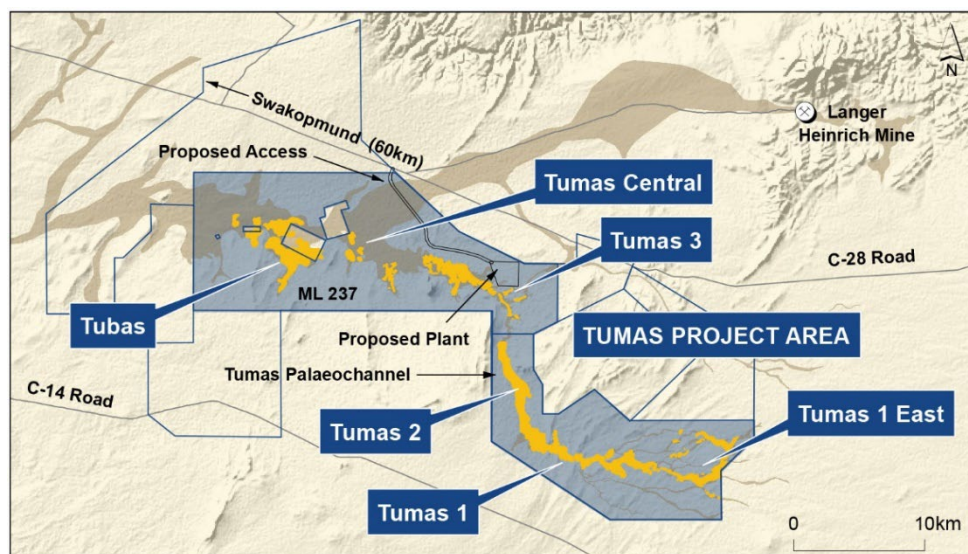 N
Swakopmund (60km)
Proposed Access
Langer
Heinrich Mine
Tumas Central
Tumas 3
C-28 Road
ML 237
Tubas
Proposed Plant
TUMAS PROJECT AREA
Tumas Palaeochannel
C-14 Road
Tumas 2
Tumas 1 East
Tumas 1
0 10km